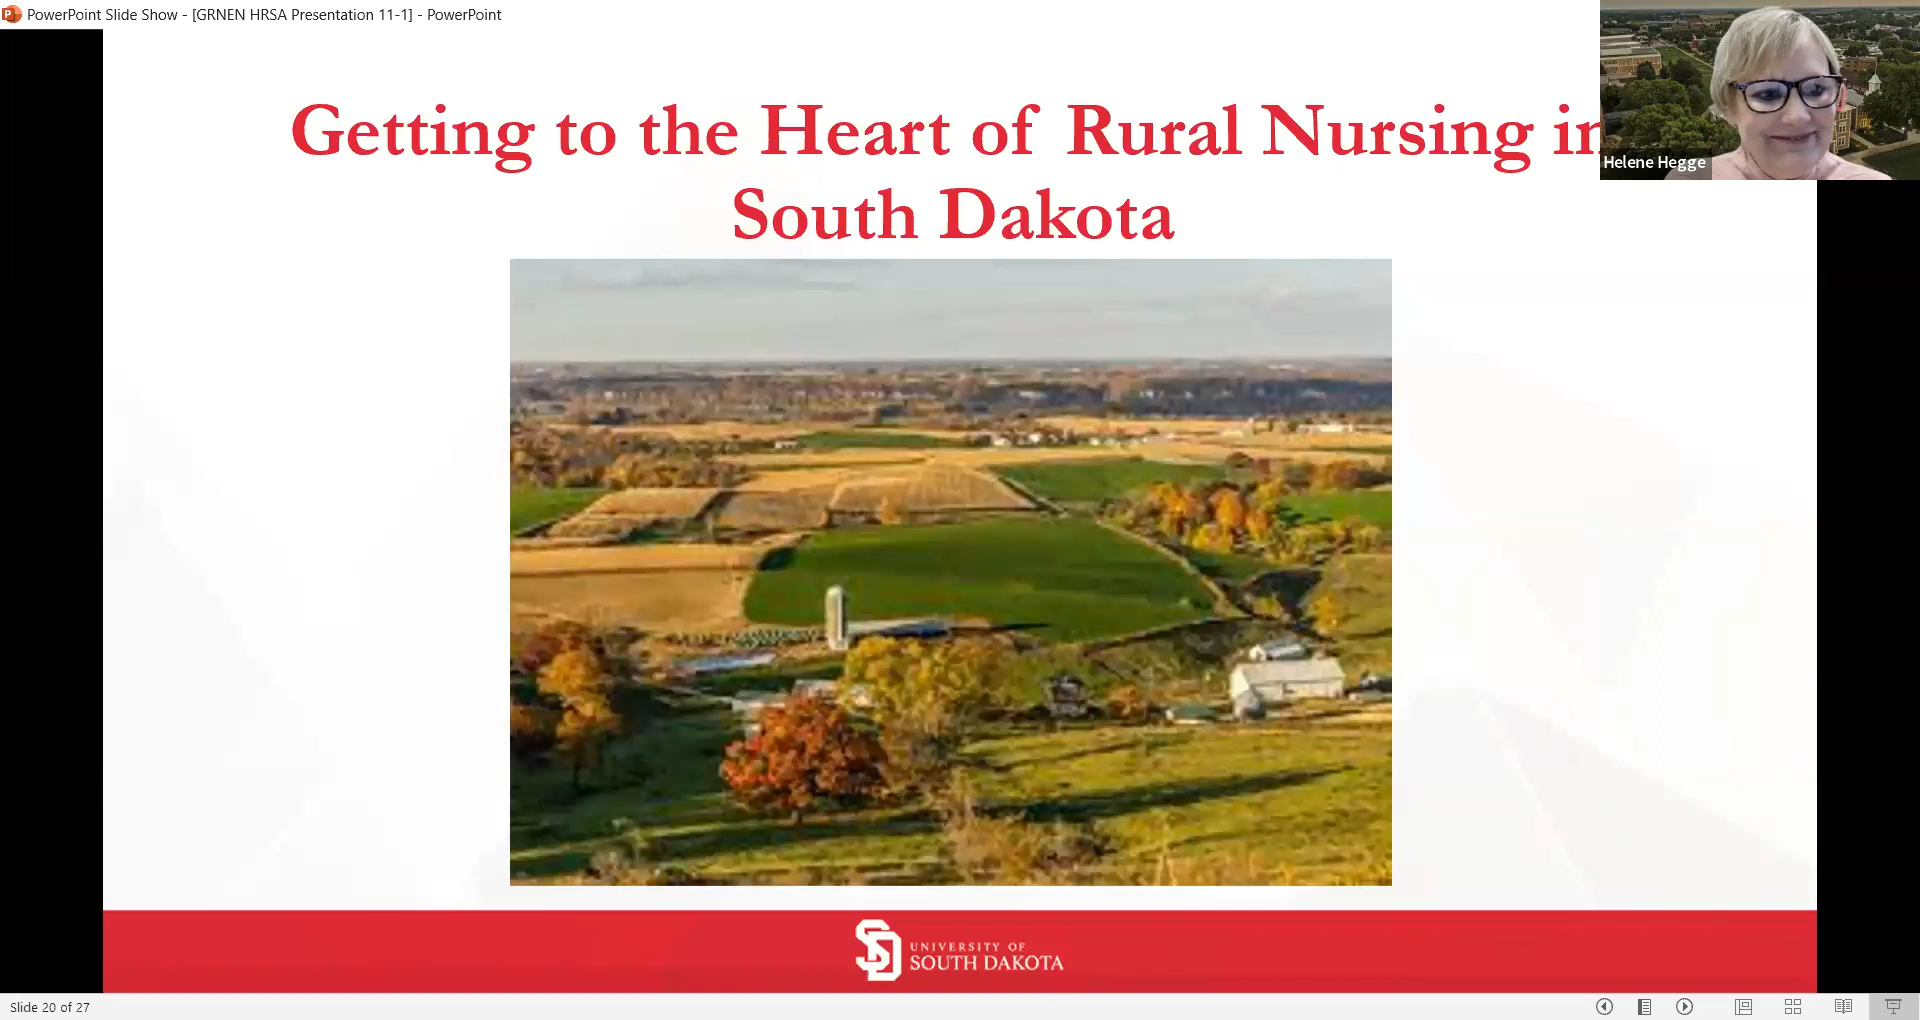 PowerPoint Slide Show - [GRNEN HRSA Presentation 11-1] - PowerPoint
Getting to the Heart of Rural Nursing in
South Dakota
Helene Hegge
UNIVERSITY OF
SOUTH DAKOTA
Slide 20 of 27